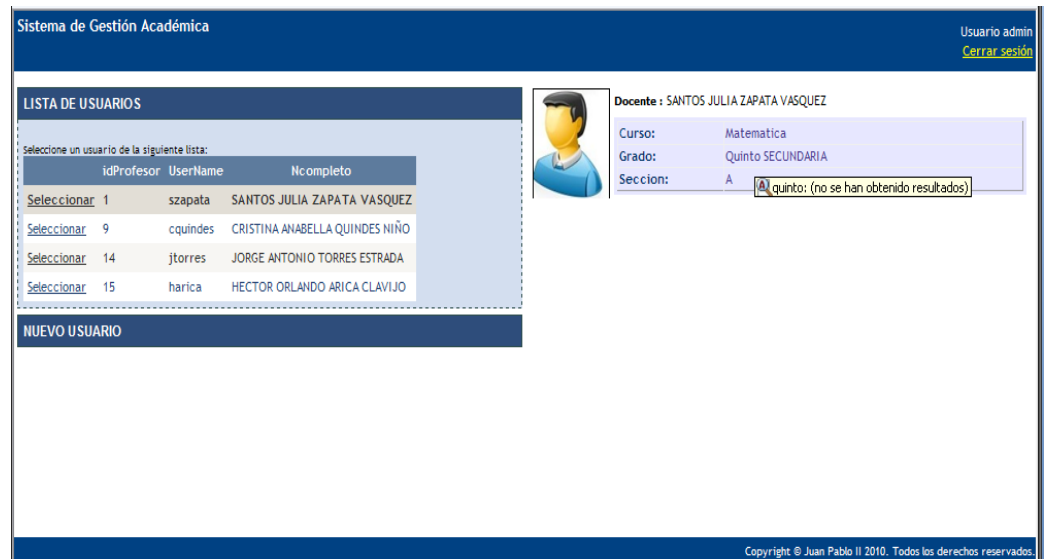 Sistema de Gestión Académica
Usuario admin
Cerrar sesión
LISTA DE USUARIOS
Seleccione un usuario de la siguiente lista:
idProfesor UserName Ncompleto
Seleccionar 1 szapata SANTOS JULIA ZAPATA VASQUEZ
Seleccionar 9 cquindes CRISTINA ANABELLA QUINDES NIÑO
Seleccionar 14 jtorres JORGE ANTONIO TORRES ESTRADA
Seleccionar 15 harica HECTOR ORLANDO ARICA CLAVIJO
NUEVO USUARIO
Docente : SANTOS JULIA ZAPATA VASQUEZ
Curso: Matematica
Grado: Quinto SECUNDARIA
Seccion: A
quinto: (no se han obtenido resultados)
Copyright © Juan Pablo II 2010. Todos los derechos reservados.